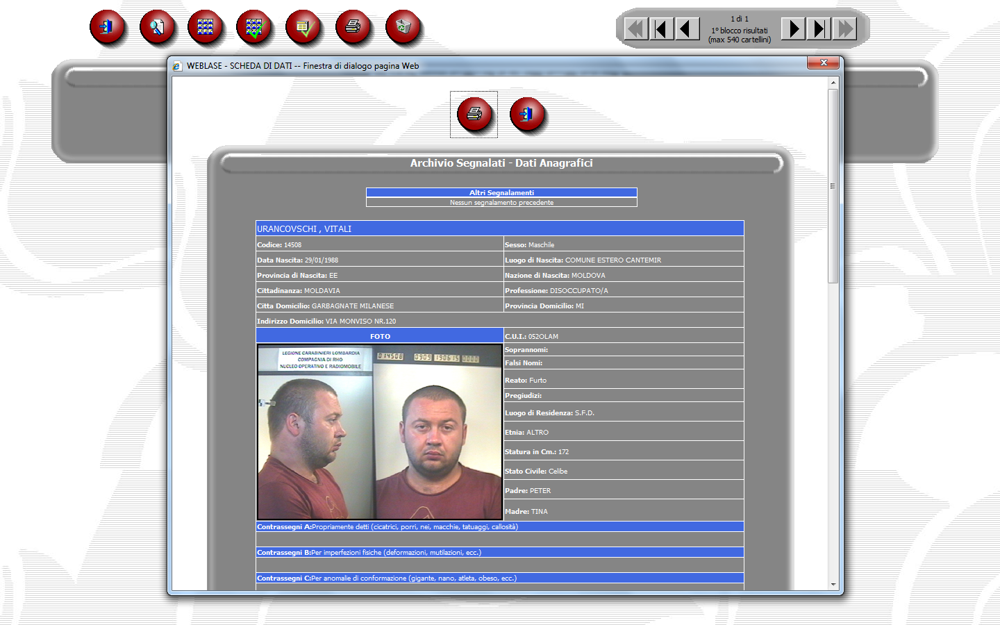 1 di 1
1° blocco risultati
(max 540 cartellini)
WEBLASE - SCHEDA DI DATI -- Finestra di dialogo pagina Web
Archivio Segnalati - Dati Anagrafici
Altri Segnalamenti
Nessun segnalamento precedente
URANCOVSCHI , VITALI
Codice: 14508
Sesso: Maschile
Data Nascita: 29/01/1988
Luogo di Nascita: COMUNE ESTERO CANTEMIR
Provincia di Nascita: EE
Nazione di Nascita: MOLDOVA
Cittadinanza: MOLDAVIA
Professione: DISOCCUPATO/A
Citta Domicilio: GARBAGNATE MILANESE
Provincia Domicilio: MI
Indirizzo Domicilio: VIA MONVISO NR.120
FOTO
C.U.I.: 052OLAM
LEGIONE CARABINIERI LOMBARDIA
COMPAGNIA DI RHO
NUCLEO OPERATIVO E RADIOMOBILE
014508 0909 190615 0000
Soprannomi:
Falsi Nomi:
Reato: Furto
Pregiudizi:
Luogo di Residenza: S.F.D.
Etnia: ALTRO
Statura in Cm.: 172
Stato Civile: Celibe
Padre: PETER
Madre: TINA
Contrassegni A:Propriamente detti (cicatrici, porri, nei, macchie, tatuaggi, callosità)
Contrassegni B:Per imperfezioni fisiche (deformazioni, mutilazioni, ecc.)
Contrassegni C:Per anomalie di conformazione (gigante, nano, atleta, obeso, ecc.)